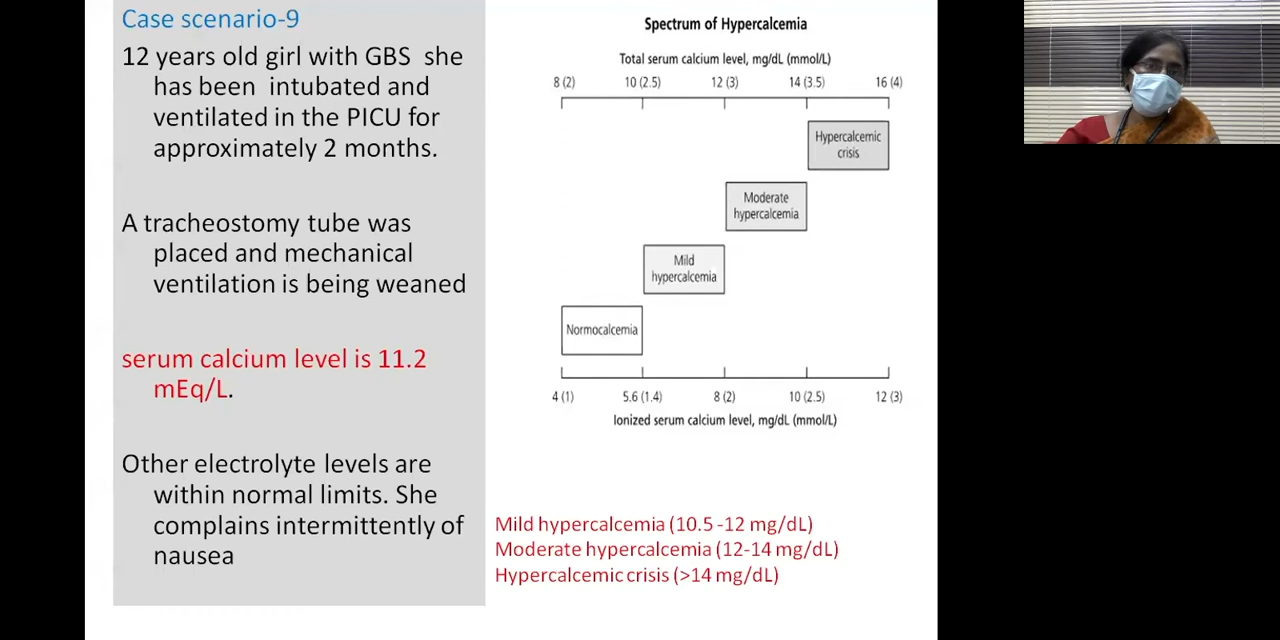 Case scenario-9
12 years old girl with GBS she
has been intubated and
ventilated in the PICU for
approximately 2 months.
A tracheostomy tube was
placed and mechanical
ventilation is being weaned
serum calcium level is 11.2
mEq/L.
Other electrolyte levels are
within normal limits. She
complains intermittently of
nausea
Spectrum of Hypercalcemia
Total serum calcium level, mg/dL (mmol/L)
8 (2) 10 (2.5) 12 (3) 14 (3.5) 16 (4)
Hypercalcemic
crisis
Moderate
hypercalcemia
Mild
hypercalcemia
Normocalcemia
4 (1) 5.6 (1.4) 8 (2) 10 (2.5) 12 (3)
Ionized serum calcium level, mg/dL (mmol/L)
Mild hypercalcemia (10.5 -12 mg/dL)
Moderate hypercalcemia (12-14 mg/dL)
Hypercalcemic crisis (>14 mg/dL)